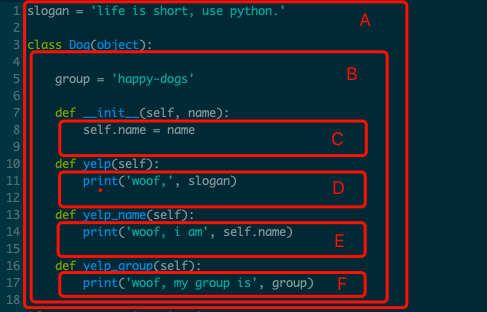 1 slogan = 'life is short, use python.' A
2
3 class Dog(object):
4 B
5 group = 'happy-dogs'
6
7 def __init__(self, name):
8 self.name = name C
9
10 def yelp(self):
11 print('woof,', slogan) D
12
13 def yelp_name(self):
14 print('woof, i am', self.name) E
15
16 def yelp_group(self):
17 print('woof, my group is', group) F
18